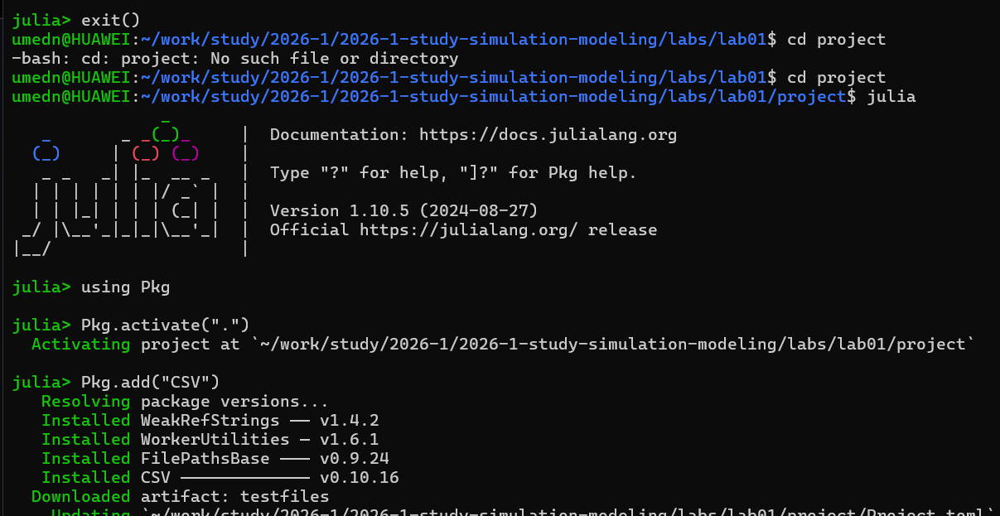 julia> exit()
umedn@HUAWEI:~/work/study/2026-1/2026-1-study-simulation-modeling/labs/lab01$ cd project
-bash: cd: project: No such file or directory
umedn@HUAWEI:~/work/study/2026-1/2026-1-study-simulation-modeling/labs/lab01$ cd project
umedn@HUAWEI:~/work/study/2026-1/2026-1-study-simulation-modeling/labs/lab01/project$ julia
               _
   _       _ _(_)_     |  Documentation: https://docs.julialang.org
  (_)     | (_) (_)    |
   _ _   _| |_  __ _   |  Type "?" for help, "]?" for Pkg help.
  | | | | | | |/ _` |  |
  | | |_| | | | (_| |  |  Version 1.10.5 (2024-08-27)
 _/ |\__'_|_|_|\__'_|  |  Official https://julialang.org/ release
|__/                   |
julia> using Pkg
julia> Pkg.activate(".")
  Activating project at `~/work/study/2026-1/2026-1-study-simulation-modeling/labs/lab01/project`
julia> Pkg.add("CSV")
   Resolving package versions...
   Installed WeakRefStrings ── v1.4.2
   Installed WorkerUtilities ─ v1.6.1
   Installed FilePathsBase ─── v0.9.24
   Installed CSV ───────────── v0.10.16
  Downloaded artifact: testfiles
    Updating `~/work/study/2026-1/2026-1-study-simulation-modeling/labs/lab01/project/Project.toml`